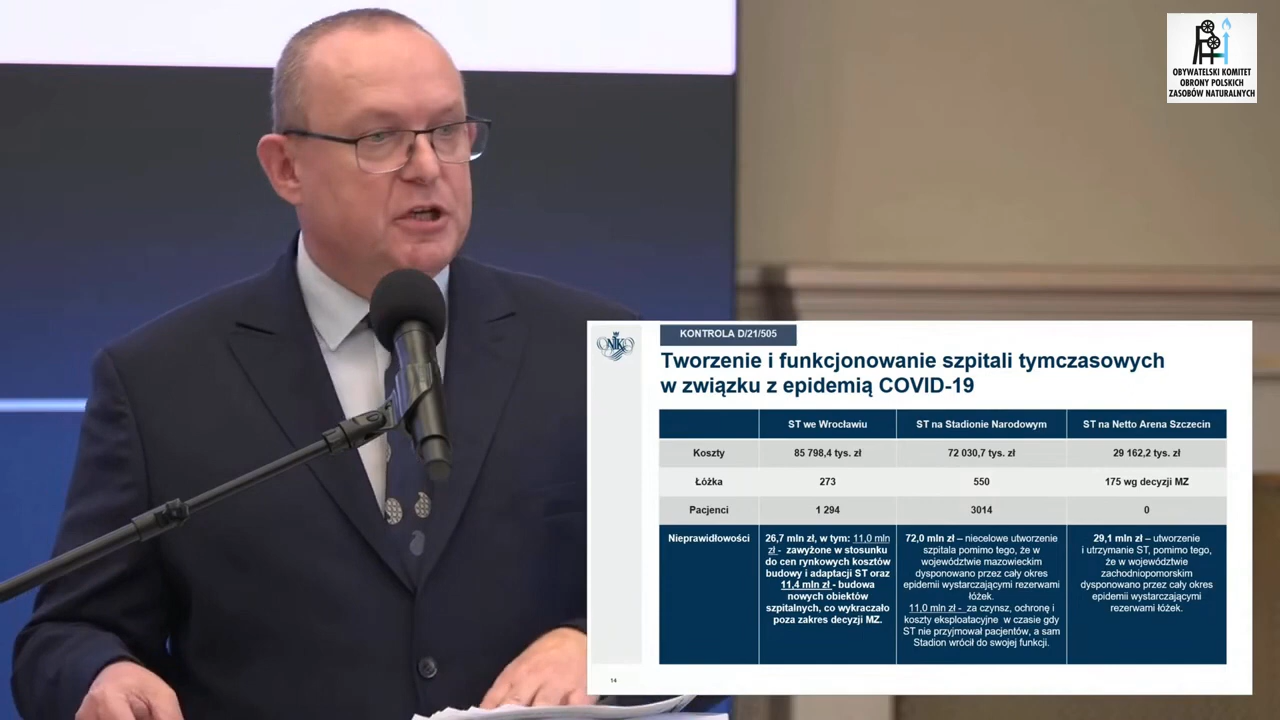 OBYWATELSKI KOMITET
OBRONY POLSKICH
ZASOBÓW NATURALNYCH
NIK
KONTROLA D/21/505
Tworzenie i funkcjonowanie szpitali tymczasowych
w związku z epidemią COVID-19
ST we Wrocławiu ST na Stadionie Narodowym ST na Netto Arena Szczecin
Koszty 85 798,4 tys. zł 72 030,7 tys. zł 29 162,2 tys. zł
Łóżka 273 550 175 wg decyzji MZ
Pacjenci 1 294 3014 0
Nieprawidłowości
26,7 mln zł, w tym: 11,0 mln
zł - zawyżone w stosunku
do cen rynkowych kosztów
budowy i adaptacji ST oraz
11,4 mln zł - budowa
nowych obiektów
szpitalnych, co wykraczało
poza zakres decyzji MZ.
72,0 mln zł – niecelowe utworzenie
szpitala pomimo tego, że w
województwie mazowieckim
dysponowano przez cały okres
epidemii wystarczającymi rezerwami
łóżek.
11,0 mln zł - za czynsz, ochronę i
koszty eksploatacyjne w czasie gdy
ST nie przyjmował pacjentów, a sam
Stadion wrócił do swojej funkcji.
29,1 mln zł – utworzenie
i utrzymanie ST, pomimo tego,
że w województwie
zachodniopomorskim
dysponowano przez cały okres
epidemii wystarczającymi
rezerwami łóżek.
14